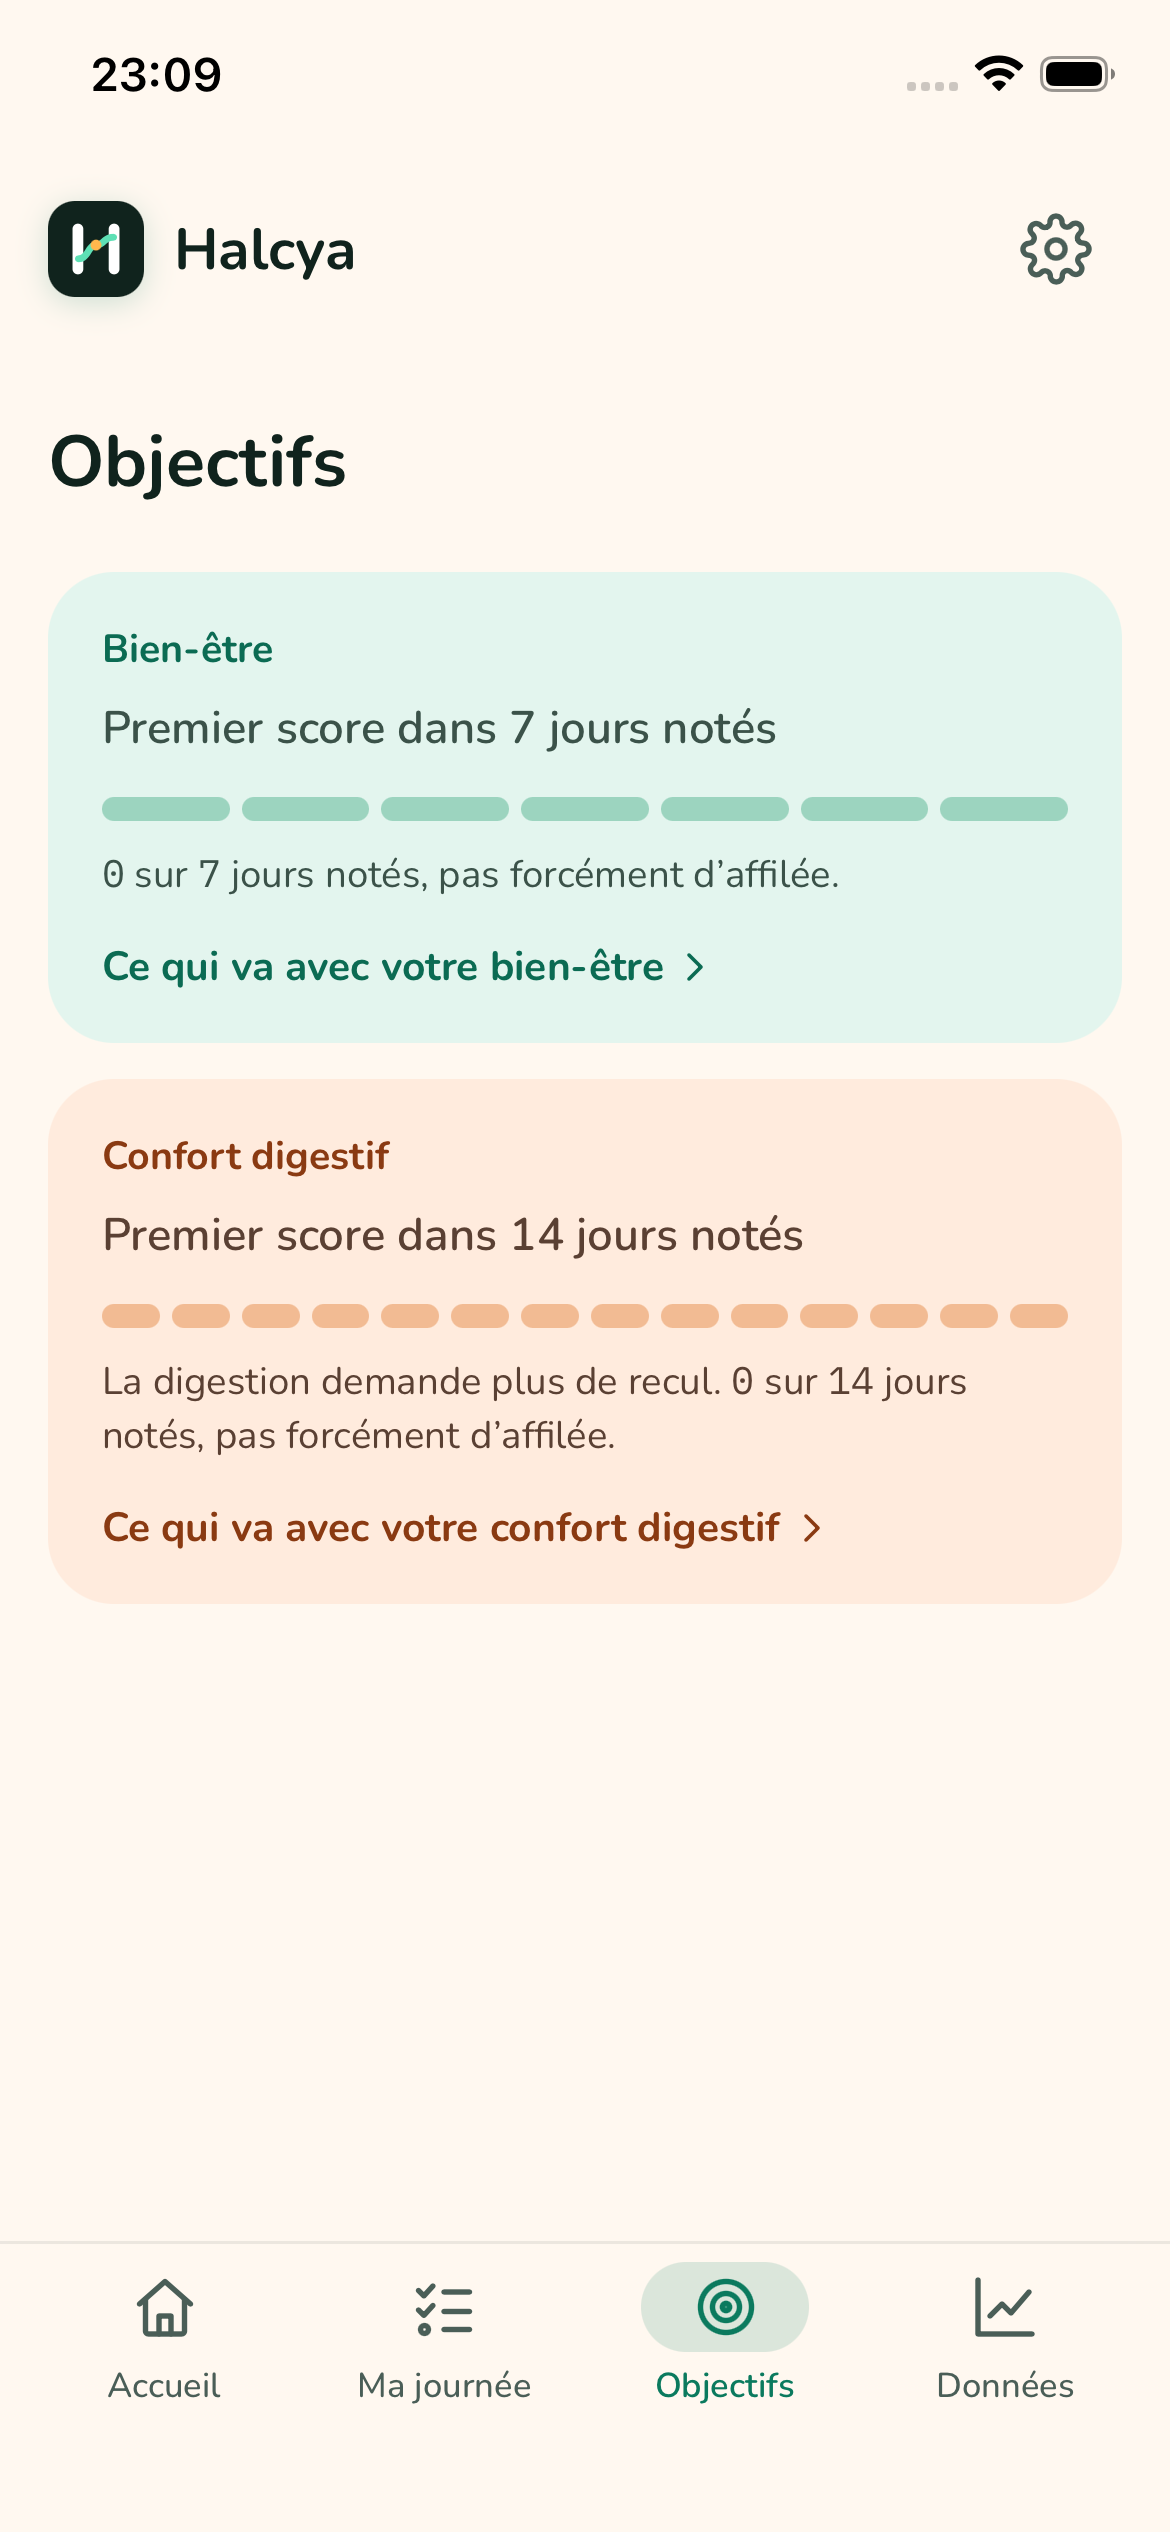 23:09
Halcya
Objectifs
Bien-être
Premier score dans 7 jours notés
0 sur 7 jours notés, pas forcément d’affilée.
Ce qui va avec votre bien-être
Confort digestif
Premier score dans 14 jours notés
La digestion demande plus de recul. 0 sur 14 jours
notés, pas forcément d’affilée.
Ce qui va avec votre confort digestif
Accueil
Ma journée
Objectifs
Données